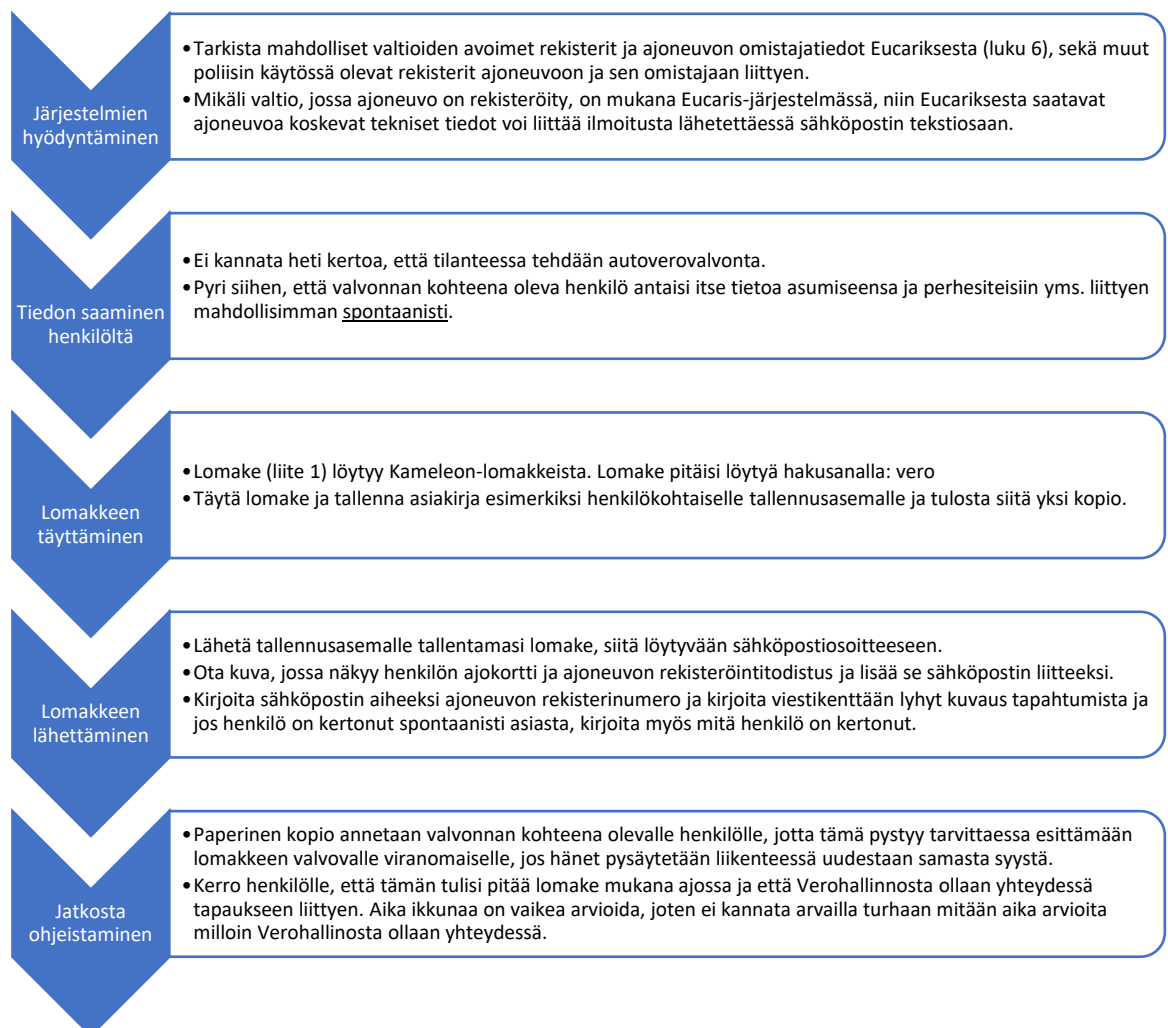 Järjestelmien
hyödyntäminen
•Tarkista mahdolliset valtioiden avoimet rekisterit ja ajoneuvon omistajatiedot Eucariksesta (luku 6), sekä muut
poliisin käytössä olevat rekisterit ajoneuvoon ja sen omistajaan liittyen.
•Mikäli valtio, jossa ajoneuvo on rekisteröity, on mukana Eucaris-järjestelmässä, niin Eucariksesta saatavat
ajoneuvoa koskevat tekniset tiedot voi liittää ilmoitusta lähetettäessä sähköpostin tekstiosaan.
Tiedon saaminen
henkilöltä
•Ei kannata heti kertoa, että tilanteessa tehdään autoverovalvonta.
•Pyri siihen, että valvonnan kohteena oleva henkilö antaisi itse tietoa asumiseensa ja perhesiteisiin yms. liittyen
mahdollisimman spontaanisti.
Lomakkeen
täyttäminen
•Lomake (liite 1) löytyy Kameleon-lomakkeista. Lomake pitäisi löytyä hakusanalla: vero
•Täytä lomake ja tallenna asiakirja esimerkiksi henkilökohtaiselle tallennusasemalle ja tulosta siitä yksi kopio.
Lomakkeen
lähettäminen
•Lähetä tallennusasemalle tallentamasi lomake, siitä löytyvään sähköpostiosoitteeseen.
•Ota kuva, jossa näkyy henkilön ajokortti ja ajoneuvon rekisteröintitodistus ja lisää se sähköpostin liitteeksi.
•Kirjoita sähköpostin aiheeksi ajoneuvon rekisterinumero ja kirjoita viestikenttään lyhyt kuvaus tapahtumista ja
jos henkilö on kertonut spontaanisti asiasta, kirjoita myös mitä henkilö on kertonut.
Jatkosta
ohjeistaminen
•Paperinen kopio annetaan valvonnan kohteena olevalle henkilölle, jotta tämä pystyy tarvittaessa esittämään
lomakkeen valvovalle viranomaiselle, jos hänet pysäytetään liikenteessä uudestaan samasta syystä.
•Kerro henkilölle, että tämän tulisi pitää lomake mukana ajossa ja että Verohallinnosta ollaan yhteydessä
tapaukseen liittyen. Aika ikkunaa on vaikea arvioida, joten ei kannata arvailla turhaan mitään aika arvioita
milloin Verohallinosta ollaan yhteydessä.